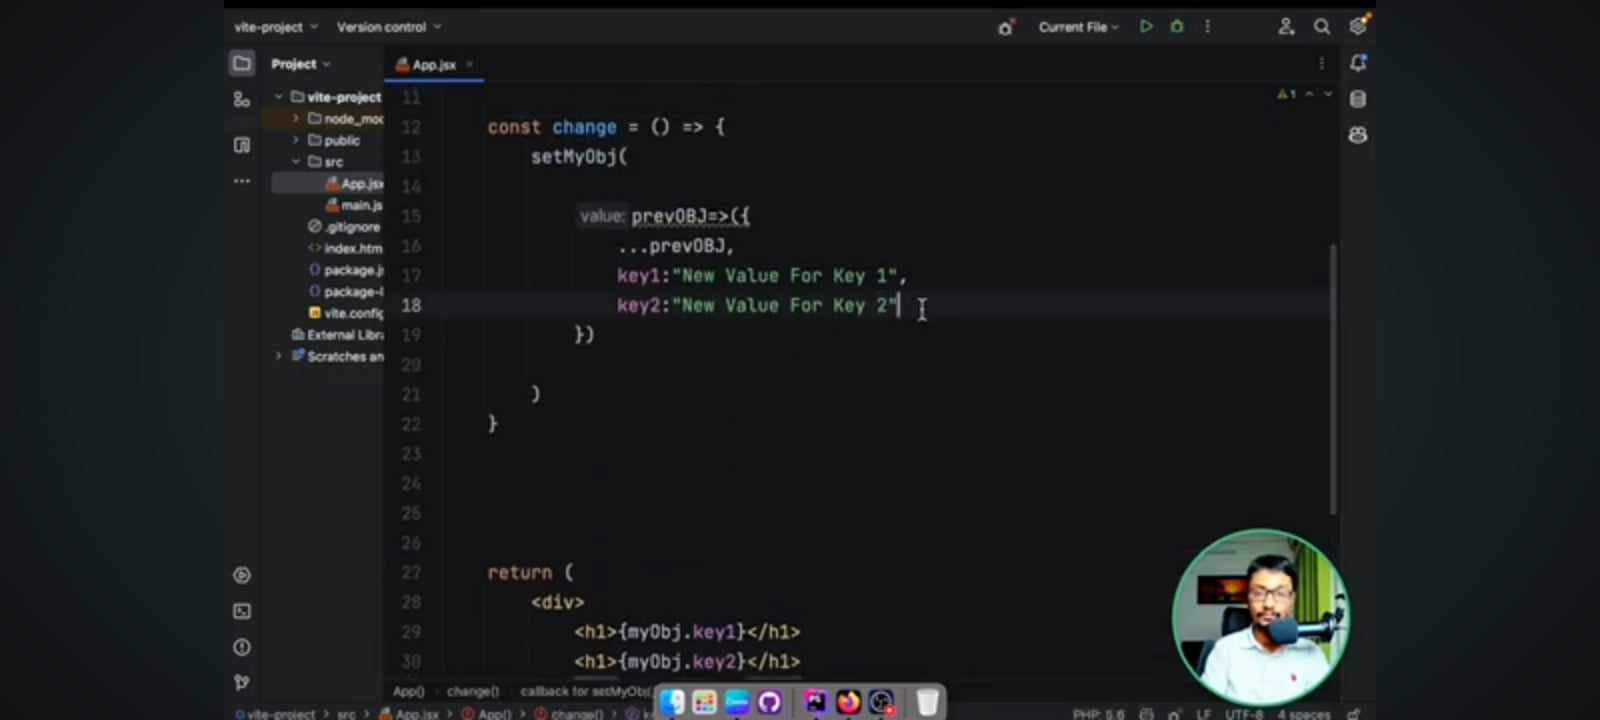 vite-project Version control Current File
Project App.jsx
vite-project
node_mod
public
src
App.jsx
main.js
.gitignore
index.htm
package.js
package-l
vite.config
External Libra
Scratches an
1
11
12 const change = () => {
13 setMyObj(
14
15 value: prevOBJ=>({
16 ...prevOBJ,
17 key1:"New Value For Key 1",
18 key2:"New Value For Key 2"
19 })
20
21 )
22 }
23
24
25
26
27 return (
28 <div>
29 <h1>{myObj.key1}</h1>
30 <h1>{myObj.key2}</h1>
App() change() callback for setMyObj(
vite-project > src > App.jsx > App() > change() > PHP: 5.6 LF UTF-8 4 spaces